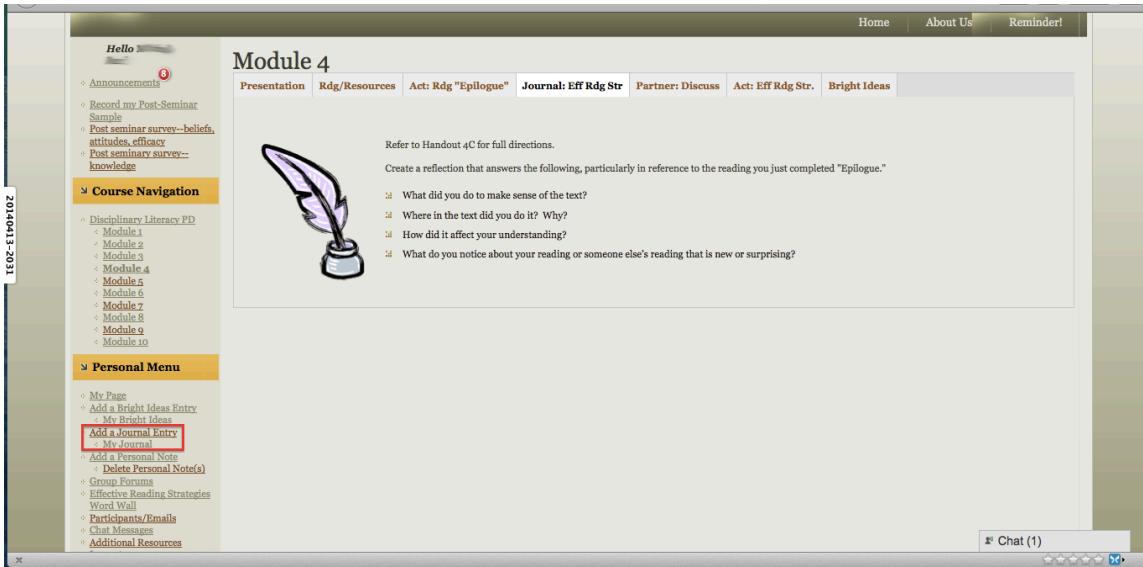 Home About Us Reminder!
Hello
8
Announcements
Record my Post-Seminar
Sample
Post seminar survey--beliefs,
attitudes, efficacy
Post seminary survey--
knowledge
Course Navigation
Disciplinary Literacy PD
Module 1
Module 2
Module 3
Module 4
Module 5
Module 6
Module 7
Module 8
Module 9
Module 10
Personal Menu
My Page
Add a Bright Ideas Entry
My Bright Ideas
Add a Journal Entry
My Journal
Add a Personal Note
Delete Personal Note(s)
Group Forums
Effective Reading Strategies
Word Wall
Participants/Emails
Chat Messages
Additional Resources
Module 4
Presentation Rdg/Resources Act: Rdg "Epilogue" Journal: Eff Rdg Str Partner: Discuss Act: Eff Rdg Str. Bright Ideas
Refer to Handout 4C for full directions.
Create a reflection that answers the following, particularly in reference to the reading you just completed "Epilogue."
What did you do to make sense of the text?
Where in the text did you do it? Why?
How did it affect your understanding?
What do you notice about your reading or someone else's reading that is new or surprising?
20140413-2031
Chat (1)